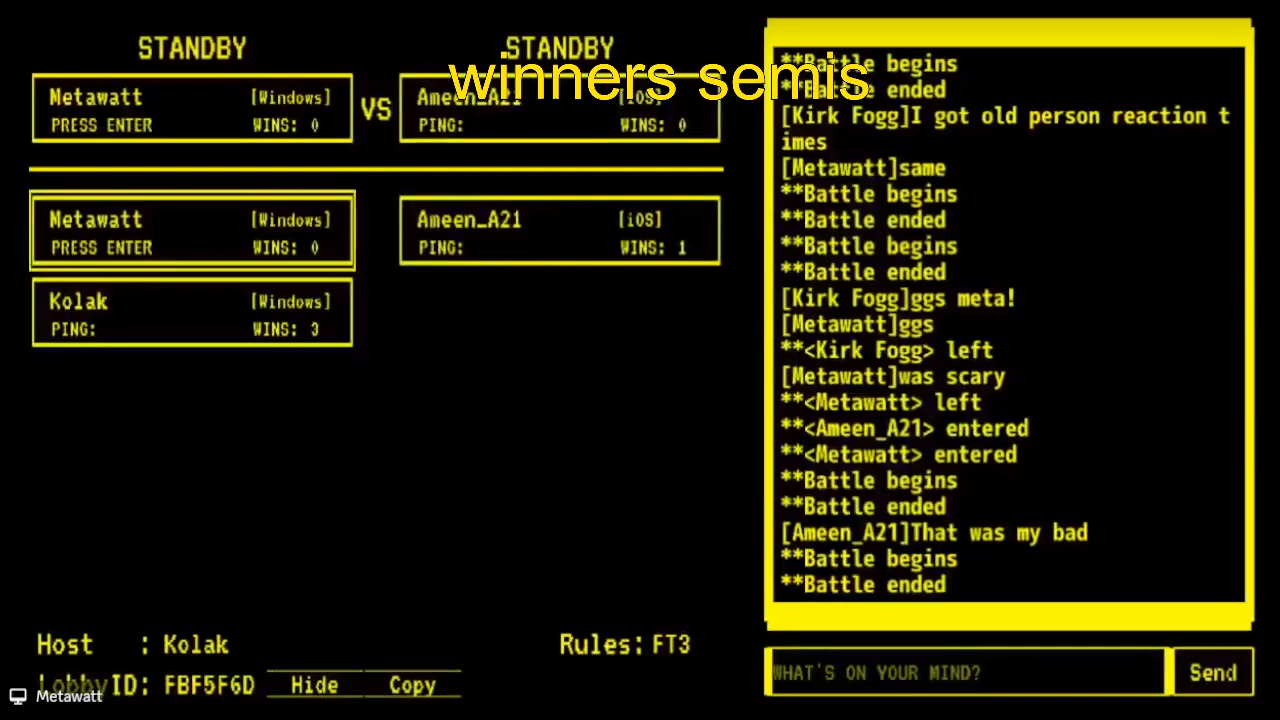 STANDBY
STANDBY
winners semis
Metawatt [Windows]
PRESS ENTER WINS: 0
VS
Ameen_A21 [iOS]
PING: WINS: 0
Metawatt [Windows]
PRESS ENTER WINS: 0
Ameen_A21 [iOS]
PING: WINS: 1
Kolak [Windows]
PING: WINS: 3
Host : Kolak
Rules: FT3
LobbyID: FBF5F6D Hide Copy
Metawatt
**Battle begins
**Battle ended
[Kirk Fogg]I got old person reaction t
imes
[Metawatt]same
**Battle begins
**Battle ended
**Battle begins
**Battle ended
[Kirk Fogg]ggs meta!
[Metawatt]ggs
**<Kirk Fogg> left
[Metawatt]was scary
**<Metawatt> left
**<Ameen_A21> entered
**<Metawatt> entered
**Battle begins
**Battle ended
[Ameen_A21]That was my bad
**Battle begins
**Battle ended
WHAT'S ON YOUR MIND?
Send